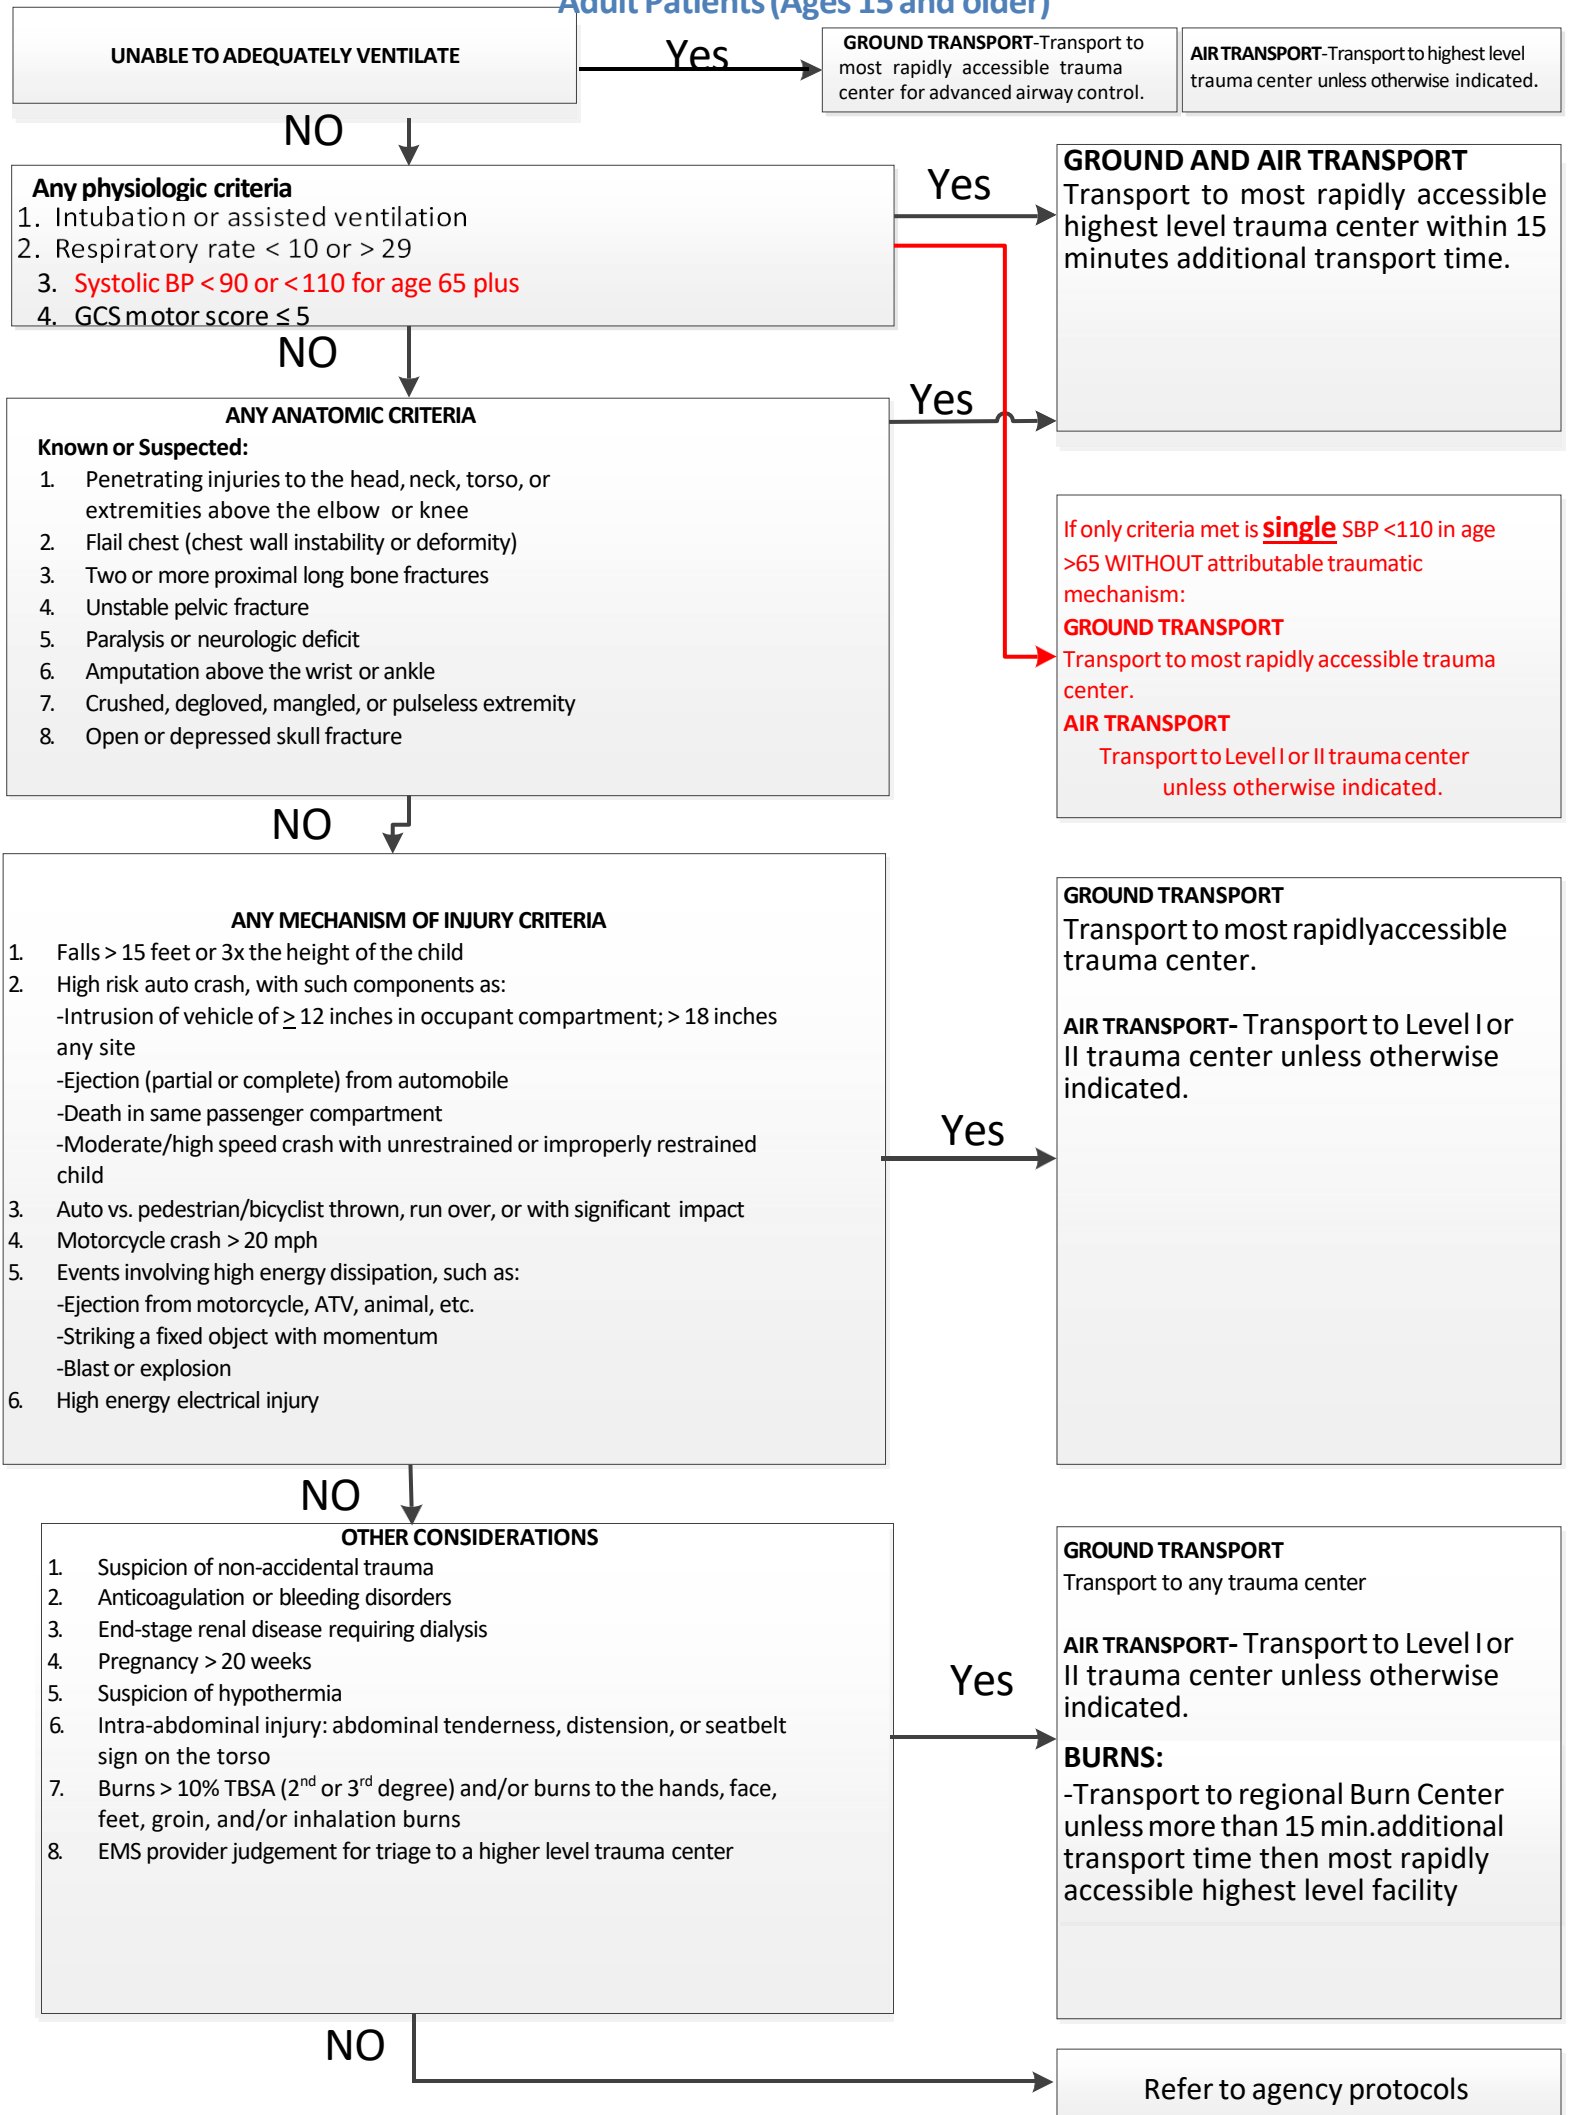 Adult Patients (Ages 15 and older)
UNABLE TO ADEQUATELY VENTILATE
Yes
GROUND TRANSPORT-Transport to
most rapidly accessible trauma
center for advanced airway control.
AIR TRANSPORT-Transport to highest level
trauma center unless otherwise indicated.
NO
Any physiologic criteria
1. Intubation or assisted ventilation
2. Respiratory rate < 10 or > 29
3. Systolic BP < 90 or < 110 for age 65 plus
4. GCS motor score ≤ 5
Yes
GROUND AND AIR TRANSPORT
Transport to most rapidly accessible
highest level trauma center within 15
minutes additional transport time.
NO
ANY ANATOMIC CRITERIA
Known or Suspected:
1. Penetrating injuries to the head, neck, torso, or
extremities above the elbow or knee
2. Flail chest (chest wall instability or deformity)
3. Two or more proximal long bone fractures
4. Unstable pelvic fracture
5. Paralysis or neurologic deficit
6. Amputation above the wrist or ankle
7. Crushed, degloved, mangled, or pulseless extremity
8. Open or depressed skull fracture
Yes
If only criteria met is single SBP <110 in age
>65 WITHOUT attributable traumatic
mechanism:
GROUND TRANSPORT
Transport to most rapidly accessible trauma
center.
AIR TRANSPORT
Transport to Level I or II trauma center
unless otherwise indicated.
NO
ANY MECHANISM OF INJURY CRITERIA
1. Falls > 15 feet or 3x the height of the child
2. High risk auto crash, with such components as:
-Intrusion of vehicle of > 12 inches in occupant compartment; > 18 inches
any site
-Ejection (partial or complete) from automobile
-Death in same passenger compartment
-Moderate/high speed crash with unrestrained or improperly restrained
child
3. Auto vs. pedestrian/bicyclist thrown, run over, or with significant impact
4. Motorcycle crash > 20 mph
5. Events involving high energy dissipation, such as:
-Ejection from motorcycle, ATV, animal, etc.
-Striking a fixed object with momentum
-Blast or explosion
6. High energy electrical injury
Yes
GROUND TRANSPORT
Transport to most rapidlyaccessible
trauma center.
AIR TRANSPORT- Transport to Level I or
II trauma center unless otherwise
indicated.
NO
OTHER CONSIDERATIONS
1. Suspicion of non-accidental trauma
2. Anticoagulation or bleeding disorders
3. End-stage renal disease requiring dialysis
4. Pregnancy > 20 weeks
5. Suspicion of hypothermia
6. Intra-abdominal injury: abdominal tenderness, distension, or seatbelt
sign on the torso
7. Burns > 10% TBSA (2nd or 3rd degree) and/or burns to the hands, face,
feet, groin, and/or inhalation burns
8. EMS provider judgement for triage to a higher level trauma center
Yes
GROUND TRANSPORT
Transport to any trauma center
AIR TRANSPORT- Transport to Level I or
II trauma center unless otherwise
indicated.
BURNS:
-Transport to regional Burn Center
unless more than 15 min.additional
transport time then most rapidly
accessible highest level facility
NO
Refer to agency protocols